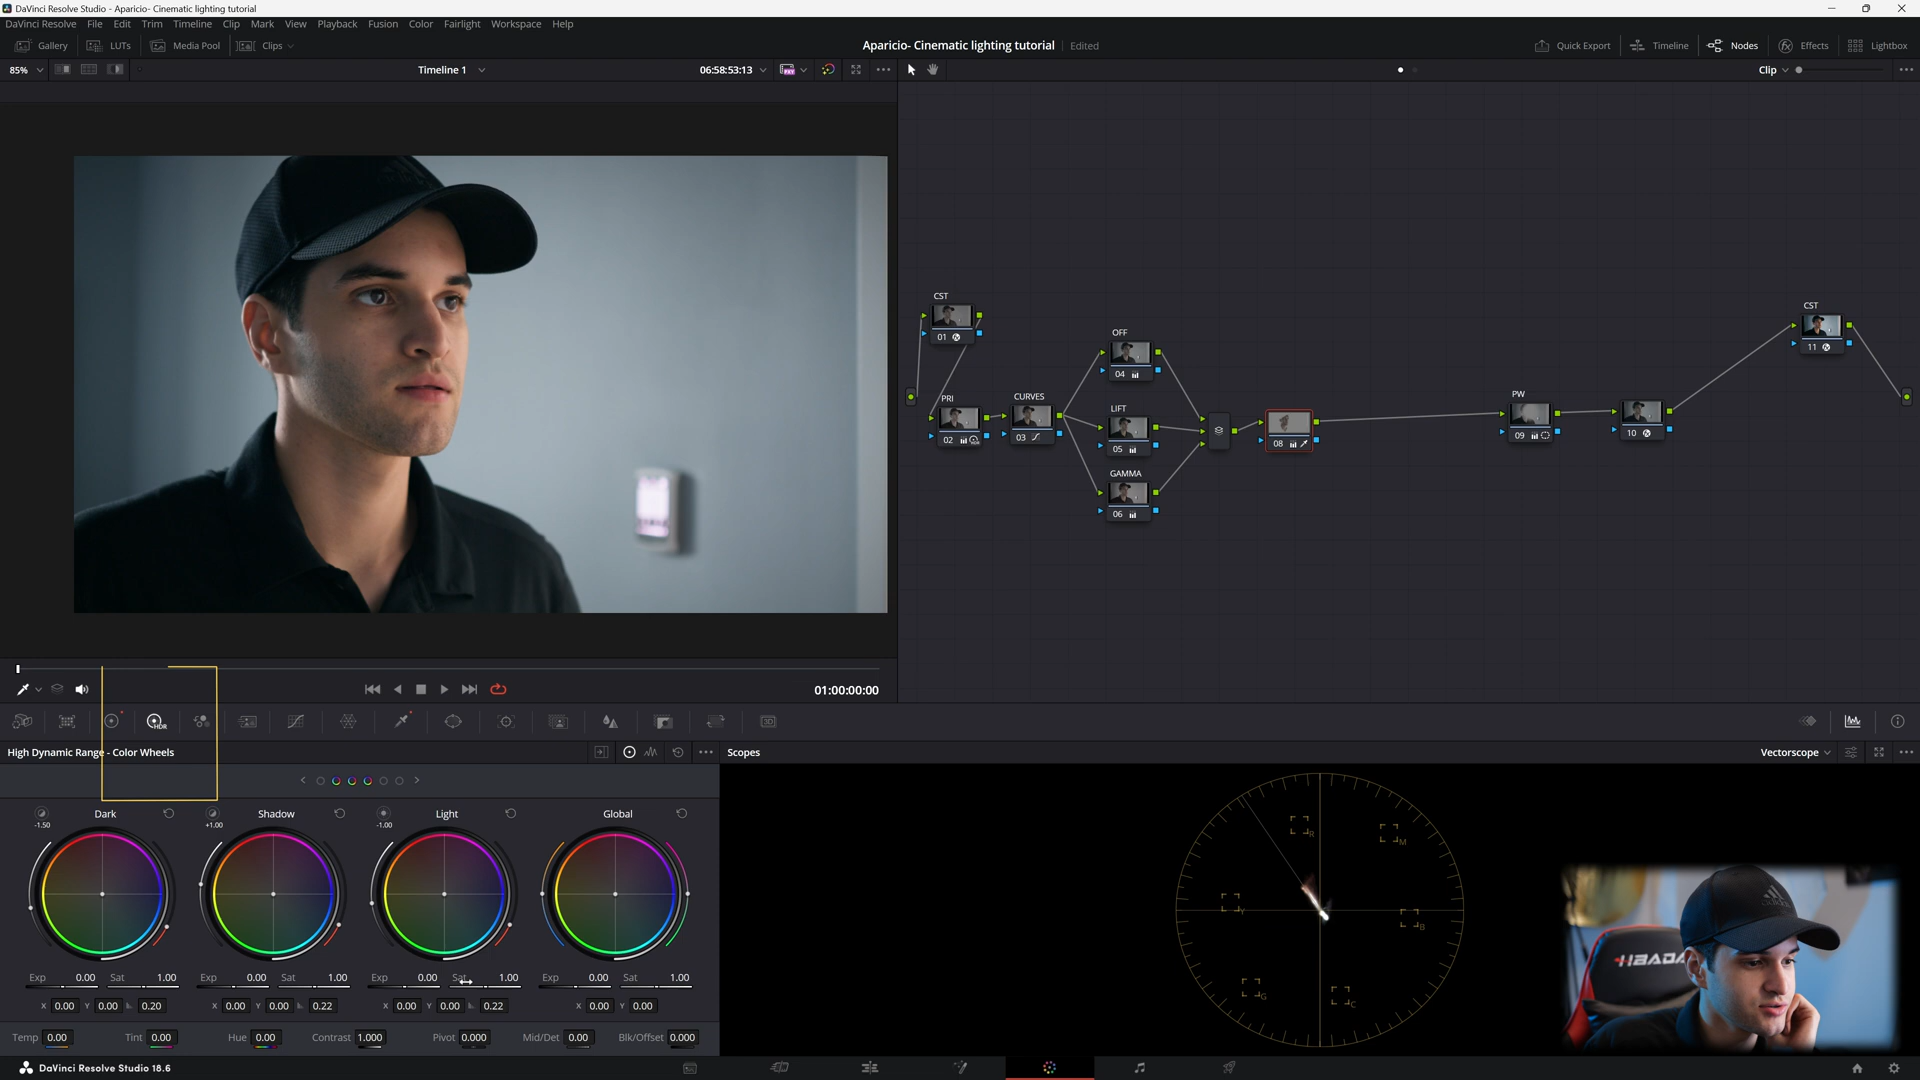 DaVinci Resolve Studio - Aparicio- Cinematic lighting tutorial
DaVinci Resolve File Edit Trim Timeline Clip Mark View Playback Fusion Color Fairlight Workspace Help
Gallery LUTs Media Pool Clips Aparicio- Cinematic lighting tutorial Edited Quick Export Timeline Nodes Effects Lightbox
85% Timeline 1 06:58:53:13 Clip
CST
01
CST
11
OFF
04
PRI
02
CURVES
03
LIFT
05
08
PW
09
10
GAMMA
06
01:00:00:00
HDR
High Dynamic Range - Color Wheels Scopes Vectorscope
Dark Shadow Light Global
-1.50 +1.00 -1.00
R M Y B G C
Exp 0.00 Sat 1.00 Exp 0.00 Sat 1.00 Exp 0.00 Sat 1.00 Exp 0.00 Sat 1.00
X 0.00 Y 0.00 0.20 X 0.00 Y 0.00 0.22 X 0.00 Y 0.00 0.22 X 0.00 Y 0.00
Temp 0.00 Tint 0.00 Hue 0.00 Contrast 1.000 Pivot 0.000 Mid/Det 0.00 Blk/Offset 0.000
HBADA
adidas
DaVinci Resolve Studio 18.6